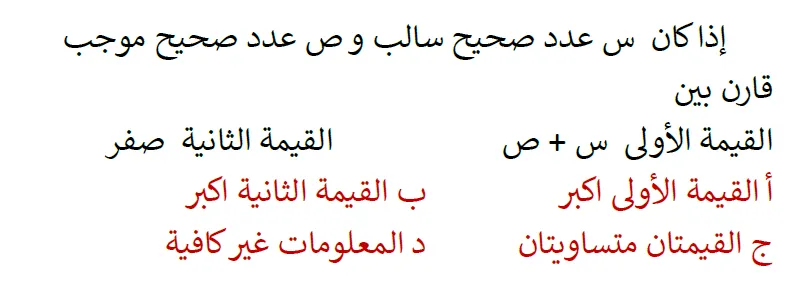 إذا كان س عدد صحيح سالب و ص عدد صحيح موجب
قارن بين
القيمة الأولى س + ص القيمة الثانية صفر
أ القيمة الأولى اكبر ب القيمة الثانية اكبر
ج القيمتان متساويتان د المعلومات غير كافية